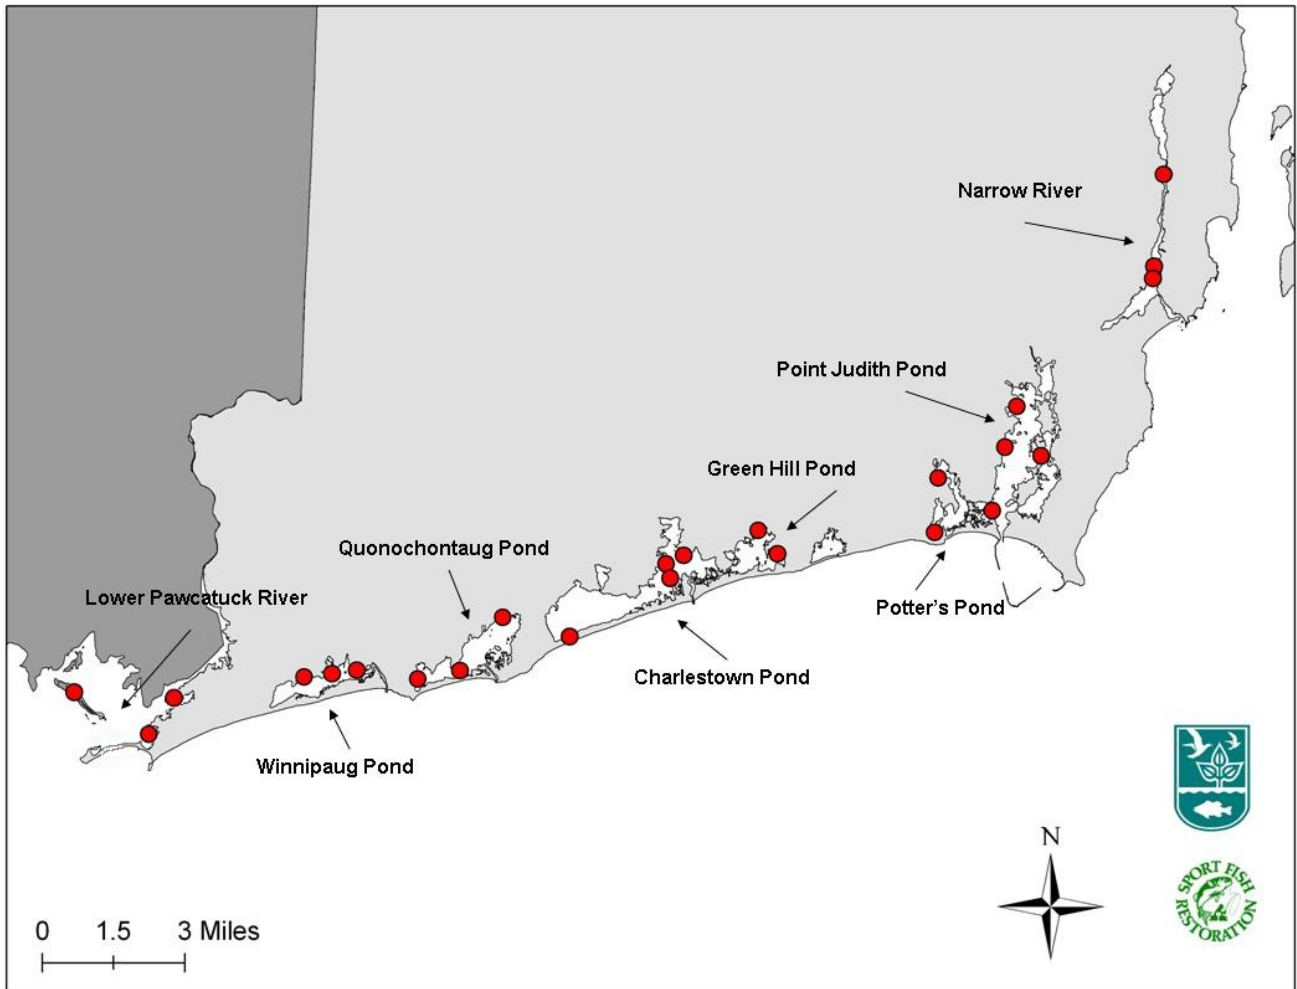 Narrow River
Point Judith Pond
Green Hill Pond
Quonochontaug Pond
Lower Pawcatuck River
Potter's Pond
Charlestown Pond
Winnipaug Pond
N
SPORT FISH
RESTORATION
0 1.5 3 Miles